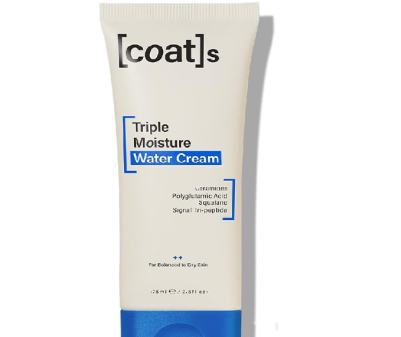 [coat]s
Triple
Moisture
Water Cream
Ceramides
Polyglutamic Acid
Squalane
Signal Tri-peptide
++
For Balanced to Dry Skin